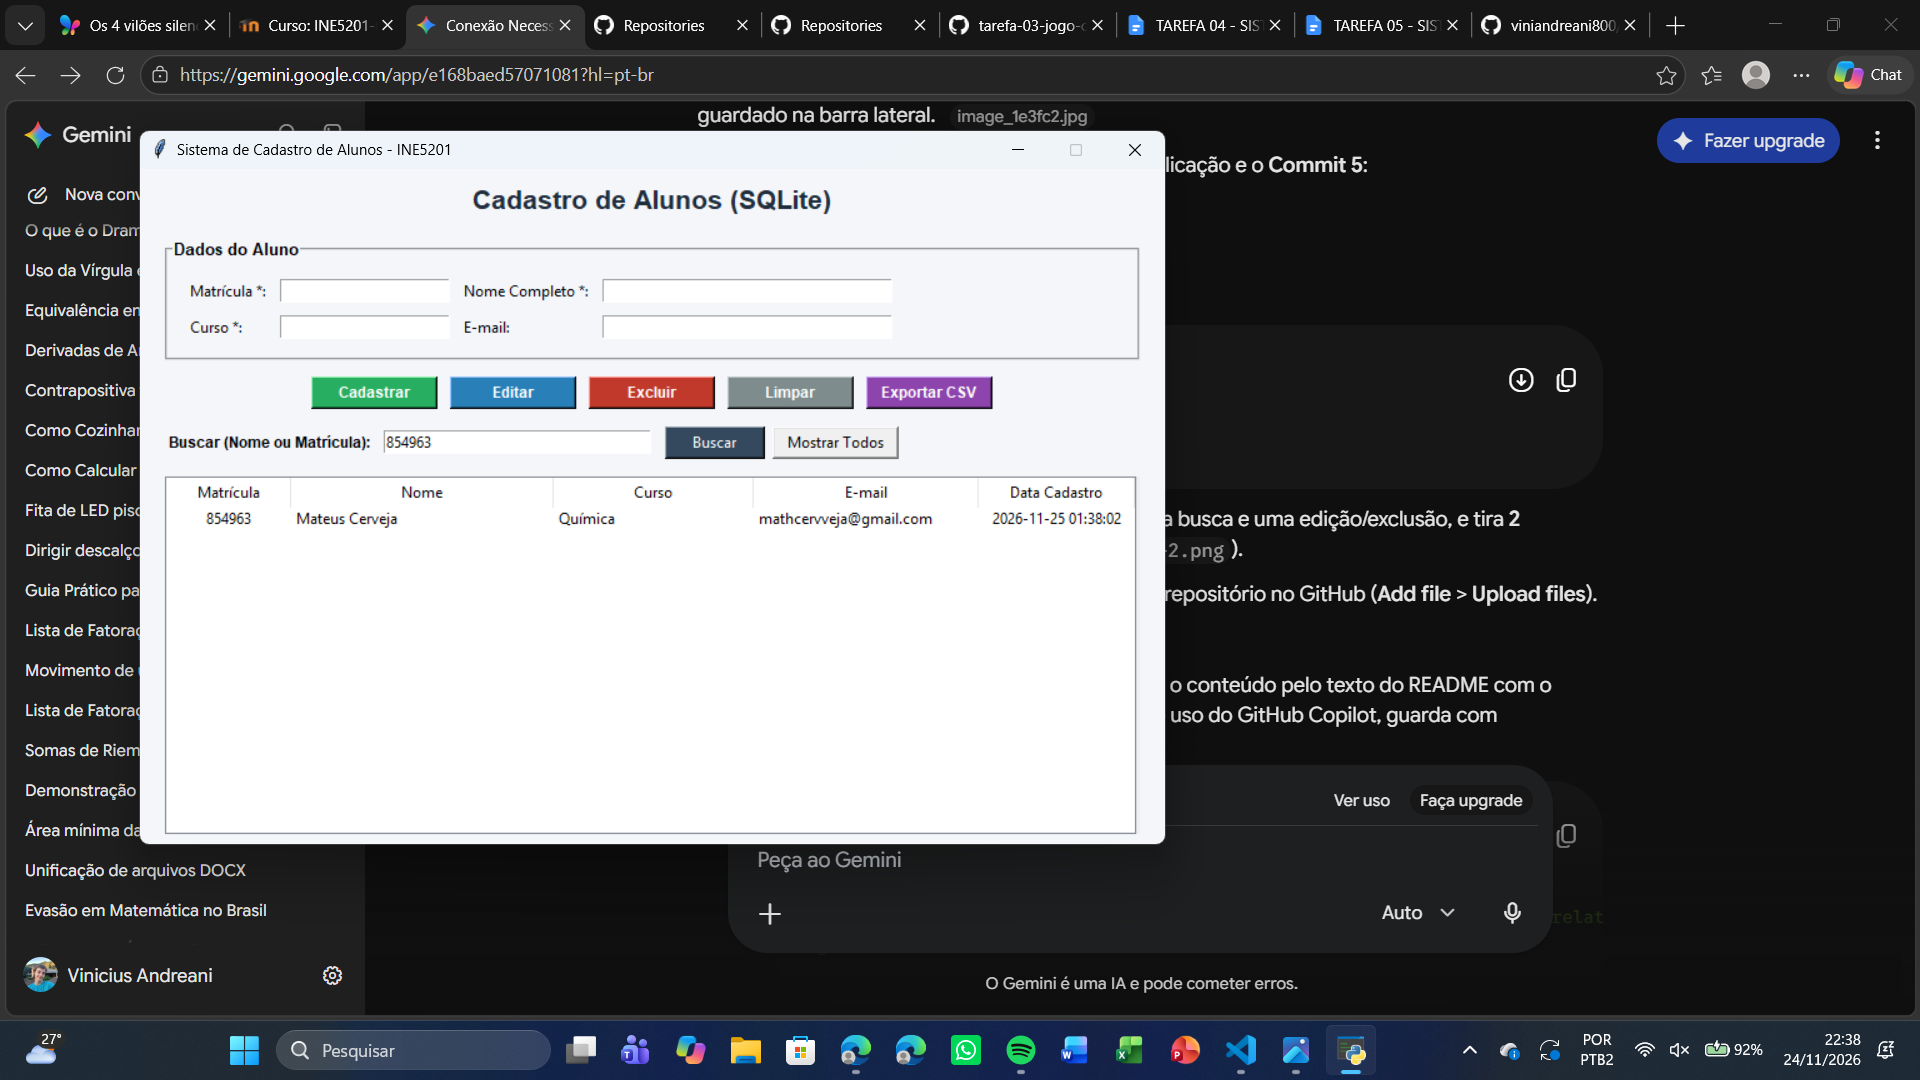 Os 4 vilões silen
Curso: INE5201-
Conexão Necess
Repositories
Repositories
tarefa-03-jogo-c
TAREFA 04 - SIS
TAREFA 05 - SIS
viniandreani800
https://gemini.google.com/app/e168baed57071081?hl=pt-br
Chat
Gemini
Nova conv
O que é o Dram
Uso da Vírgula e
Equivalência en
Derivadas de A
Contrapositiva
Como Cozinhar
Como Calcular
Fita de LED pisc
Dirigir descalço
Guia Prático pa
Lista de Fatoraç
Movimento de
Lista de Fatoraç
Somas de Riem
Demonstração
Área mínima da
Unificação de arquivos DOCX
Evasão em Matemática no Brasil
Vinicius Andreani
guardado na barra lateral. image_1e3fc2.jpg
Fazer upgrade
licação e o Commit 5:
a busca e uma edição/exclusão, e tira 2
-2.png ).
repositório no GitHub (Add file > Upload files).
o conteúdo pelo texto do README com o
uso do GitHub Copilot, guarda com
Ver uso
Faça upgrade
Peça ao Gemini
Auto
relat
O Gemini é uma IA e pode cometer erros.
Sistema de Cadastro de Alunos - INE5201
Cadastro de Alunos (SQLite)
Dados do Aluno
Matrícula *:
Nome Completo *:
Curso *:
E-mail:
Cadastrar
Editar
Excluir
Limpar
Exportar CSV
Buscar (Nome ou Matrícula):
854963
Buscar
Mostrar Todos
Matrícula Nome Curso E-mail Data Cadastro
854963 Mateus Cerveja Química mathcervveja@gmail.com 2026-11-25 01:38:02
27°
Pesquisar
POR
PTB2
92%
22:38
24/11/2026